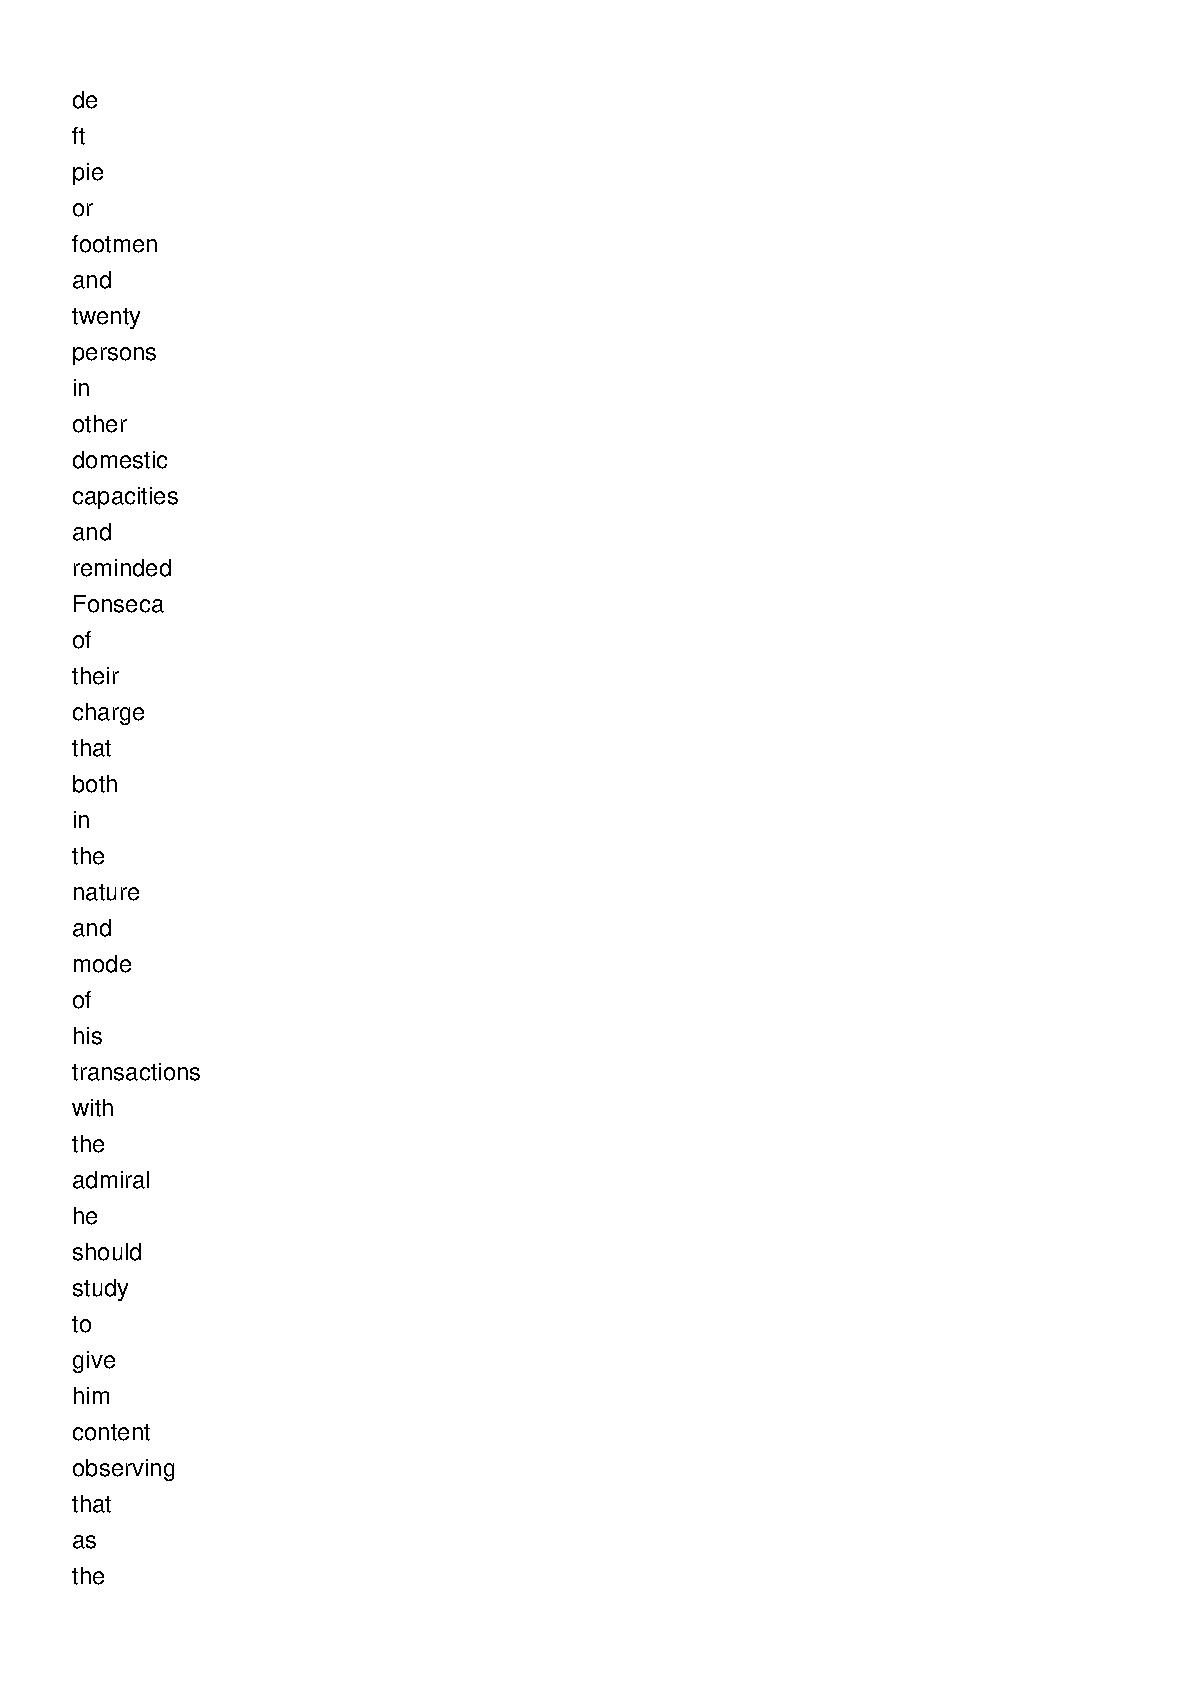 de
ft
pie
or
footmen
and
twenty
persons
in
other
domestic
capacities
and
reminded
Fonseca
of
their
charge
that
both
in
the
nature
and
mode
of
his
transactions
with
the
admiral
he
should
study
to
give
him
content
observing
that
as
the